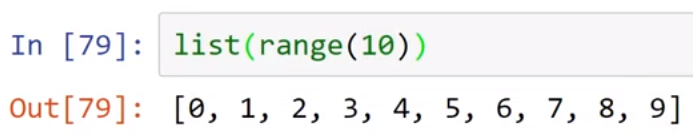 In [79]: list(range(10))
Out[79]: [0, 1, 2, 3, 4, 5, 6, 7, 8, 9]